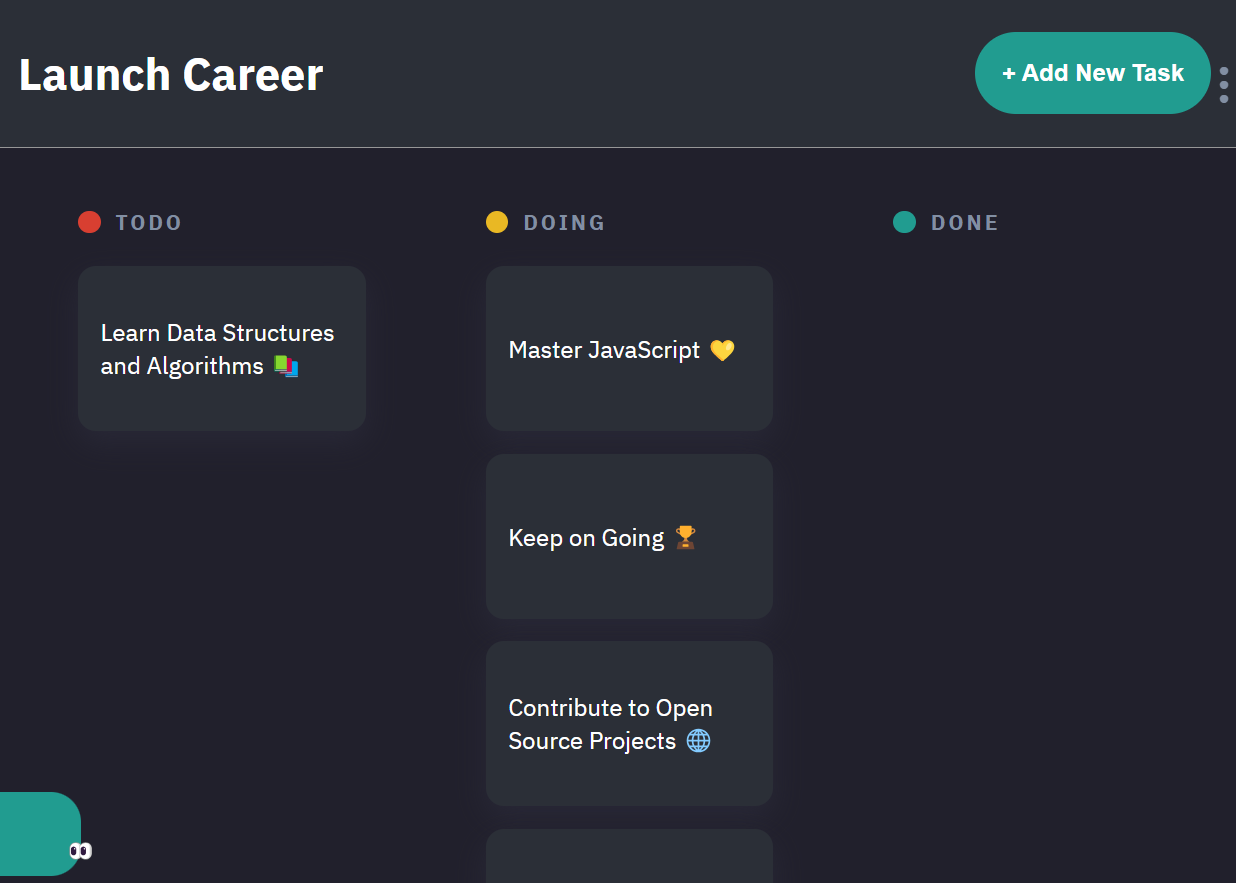 Launch Career
+ Add New Task
TODO
DOING
DONE
Learn Data Structures
and Algorithms 📚
Master JavaScript 💛
Keep on Going 🏆
Contribute to Open
Source Projects 🌐
👀